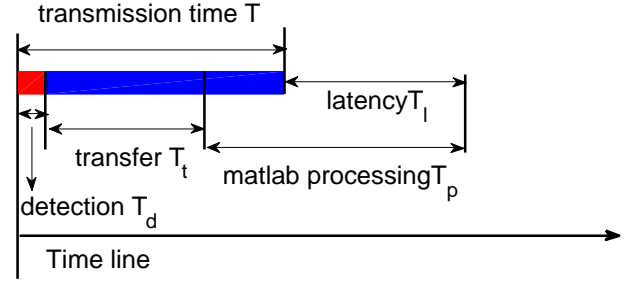 transmission time T
latencyT_l
transfer T_t
matlab processingT_p
detection T_d
Time line